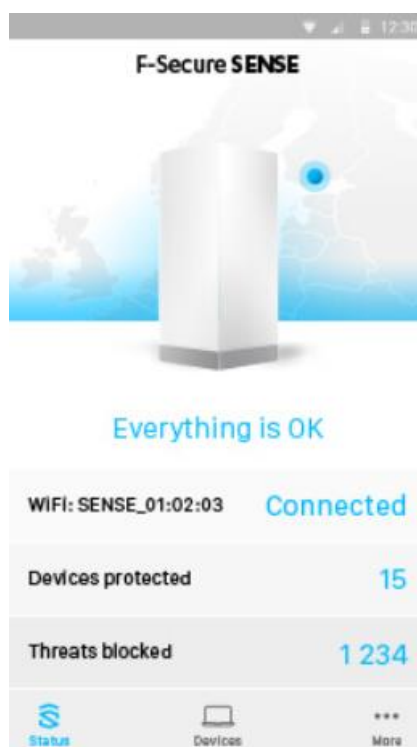 12:30
F-Secure SENSE
Everything is OK
WiFi: SENSE_01:02:03 Connected
Devices protected 15
Threats blocked 1 234
Status Devices More